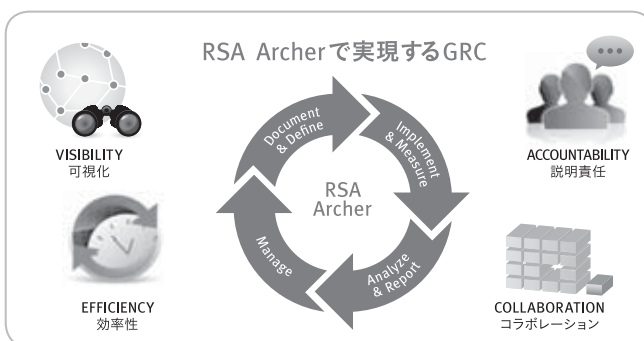 RSA Archerで実現するGRC
VISIBILITY
可視化
Document
& Define
Implement
& Measure
ACCOUNTABILITY
説明責任
RSA
Archer
Manage
Analyze
& Report
EFFICIENCY
効率性
COLLABORATION
コラボレーション